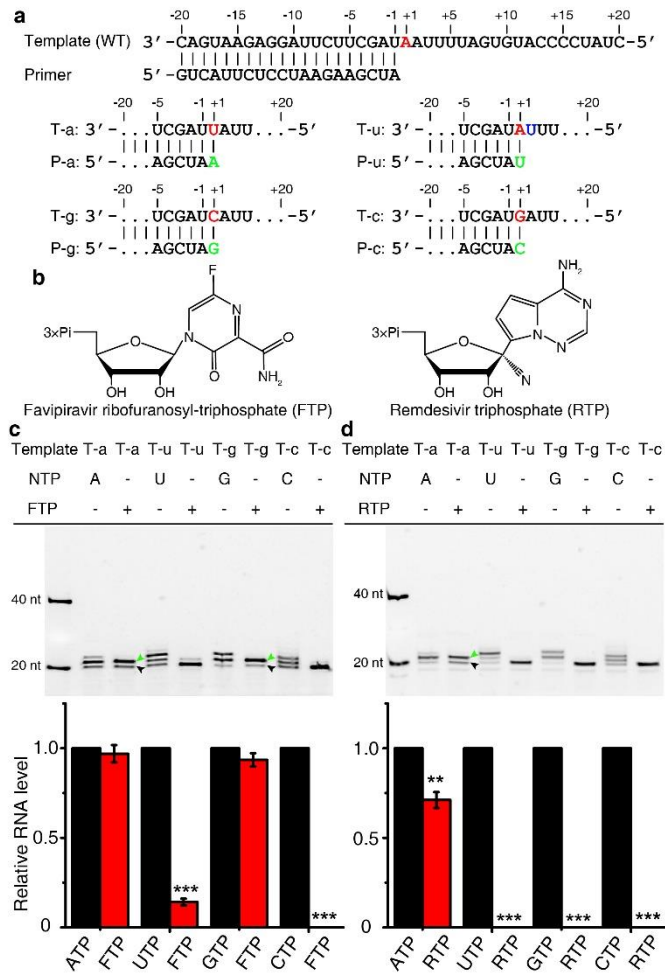 a
-20 -15 -10 -5 -1 +1 +5 +10 +15 +20
Template (WT) 3′-CAGUAAGAGGAUUCUUCGAUAAUUUUAGUGUACCCCUAUC-5′
Primer 5′-GUCAUUCUCCUAAGAAGCUA
-20 -5 -1 +1 +20
T-a: 3′-...UCGAUUAUU...-5′
P-a: 5′-...AGCUAA
-20 -5 -1 +1 +20
T-u: 3′-...UCGAUAUUU...-5′
P-u: 5′-...AGCUAU
-20 -5 -1 +1 +20
T-g: 3′-...UCGAUCAUU...-5′
P-g: 5′-...AGCUAG
-20 -5 -1 +1 +20
T-c: 3′-...UCGAUGAUU...-5′
P-c: 5′-...AGCUAC
b
F
N
N
O
O
NH2
3×Pi
O
OH OH
Favipiravir ribofuranosyl-triphosphate (FTP)
NH2
N
N
N
3×Pi
O
N
OH OH
Remdesivir triphosphate (RTP)
c
Template T-a T-a T-u T-u T-g T-g T-c T-c
NTP A - U - G - C -
FTP - + - + - + - +
40 nt
20 nt
Relative RNA level
1.0
0.5
0
***
***
ATP FTP UTP FTP GTP FTP CTP FTP
d
Template T-a T-a T-u T-u T-g T-g T-c T-c
NTP A - U - G - C -
RTP - + - + - + - +
40 nt
20 nt
1.0
0.5
0
**
***
***
***
ATP RTP UTP RTP GTP RTP CTP RTP